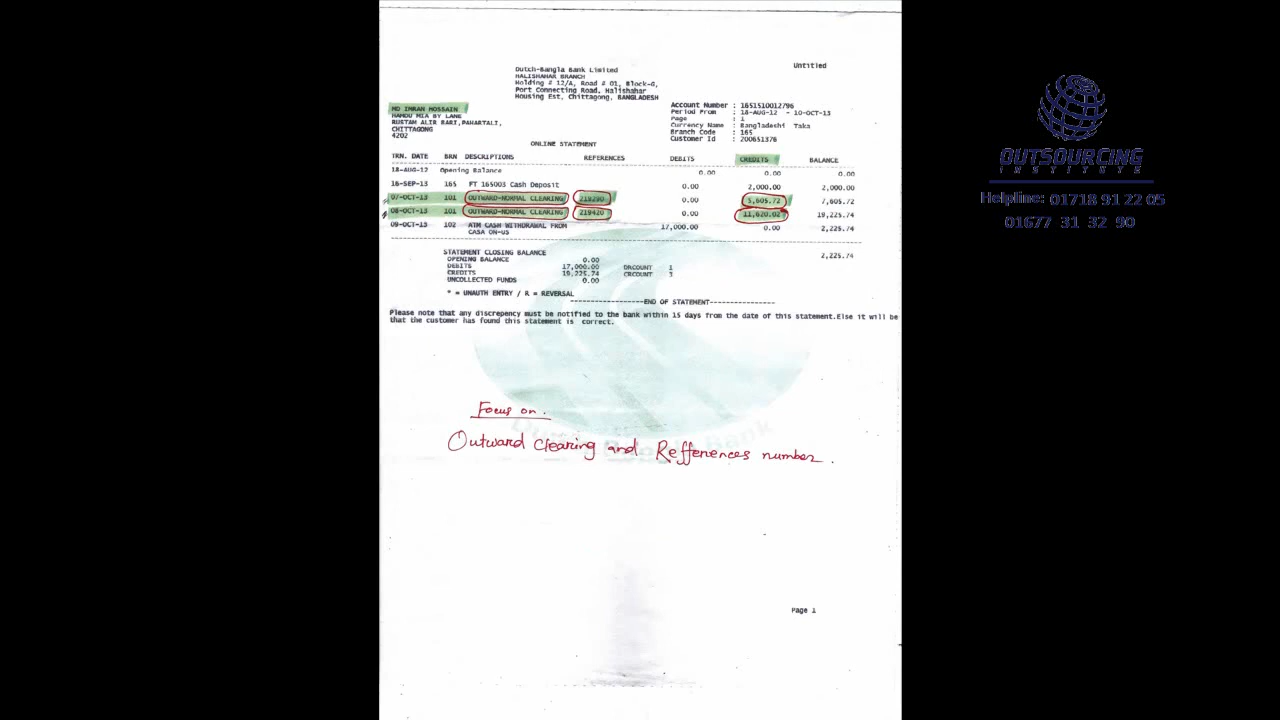 Untitled
Dutch-Bangla Bank Limited
HALISHAHAR BRANCH
Holding # 12/A, Road # 01, Block-G,
Port Connecting Road, Halishahar
Housing Est, Chittagong, BANGLADESH
MD IMRAN HOSSAIN
HAMDU MIA BY LANE
RUSTAM ALIR BARI,PAHARTALI,
CHITTAGONG
4202
Account Number : 1651510012796
Period From : 18-AUG-12 - 10-OCT-13
Page : 1
Currency Name : Bangladeshi Taka
Branch Code : 165
Customer Id : 200651376
ONLINE STATEMENT
TRN. DATE BRN DESCRIPTIONS REFERENCES DEBITS CREDITS BALANCE
18-AUG-12 Opening Balance 0.00 0.00 0.00
16-SEP-13 165 FT 165003 Cash Deposit 0.00 2,000.00 2,000.00
07-OCT-13 101 OUTWARD-NORMAL CLEARING 219290 0.00 5,605.72 7,605.72
08-OCT-13 101 OUTWARD-NORMAL CLEARING 219420 0.00 11,620.02 19,225.74
09-OCT-13 102 ATM CASH WITHDRAWAL FROM 17,000.00 0.00 2,225.74
CASA ON-US
STATEMENT CLOSING BALANCE 2,225.74
OPENING BALANCE 0.00
DEBITS 17,000.00 DRCOUNT 1
CREDITS 19,225.74 CRCOUNT 3
UNCOLLECTED FUNDS 0.00
* = UNAUTH ENTRY / R = REVERSAL
--------------------END OF STATEMENT------------------
Please note that any discrepency must be notified to the bank within 15 days from the date of this statement.Else it will be
that the customer has found this statement is correct.
Focus on.
Outward Clearing and Refferences number.
Page 1
OUTSOURCING
INSTITUTE
Helpline: 01718 31 22 05
01677 31 32 90